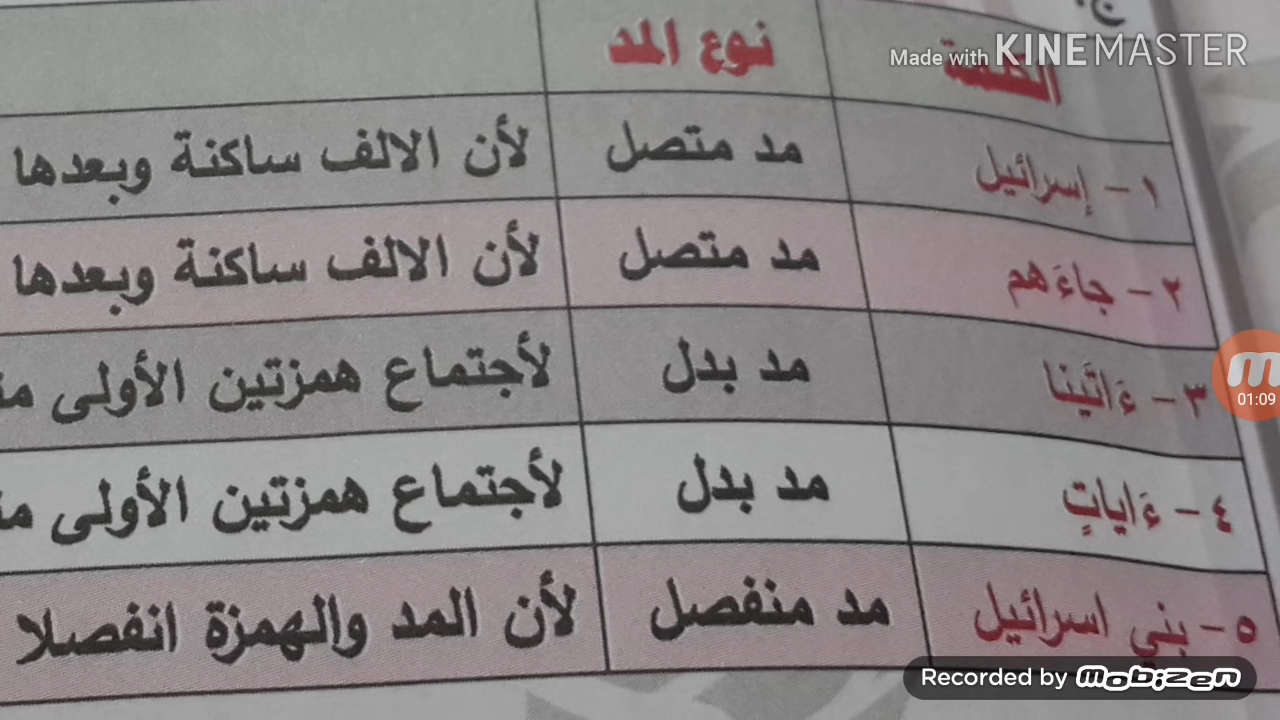 ج:
الكلمة نوع المد
١ - إسرائيل مد متصل لأن الالف ساكنة وبعدها
٢ - جاءَهم مد متصل لأن الالف ساكنة وبعدها
٣ - ءَاتَينا مد بدل لأجتماع همزتين الأولى
٤ - ءَاياتٍ مد بدل لأجتماع همزتين الأولى
٥ - بني اسرائيل مد منفصل لأن المد والهمزة انفصلا
Made with KINEMASTER
01:09
Recorded by Mobizen